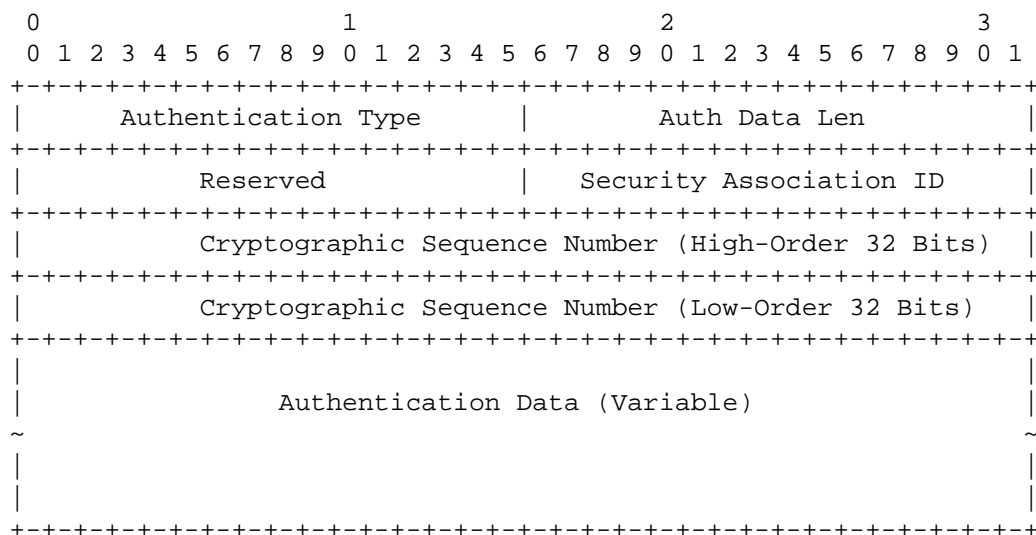 0                   1                   2                   3
 0 1 2 3 4 5 6 7 8 9 0 1 2 3 4 5 6 7 8 9 0 1 2 3 4 5 6 7 8 9 0 1
+-+-+-+-+-+-+-+-+-+-+-+-+-+-+-+-+-+-+-+-+-+-+-+-+-+-+-+-+-+-+-+-+
|      Authentication Type      |        Auth Data Len          |
+-+-+-+-+-+-+-+-+-+-+-+-+-+-+-+-+-+-+-+-+-+-+-+-+-+-+-+-+-+-+-+-+
|           Reserved            |   Security Association ID     |
+-+-+-+-+-+-+-+-+-+-+-+-+-+-+-+-+-+-+-+-+-+-+-+-+-+-+-+-+-+-+-+-+
|           Cryptographic Sequence Number (High-Order 32 Bits)  |
+-+-+-+-+-+-+-+-+-+-+-+-+-+-+-+-+-+-+-+-+-+-+-+-+-+-+-+-+-+-+-+-+
|           Cryptographic Sequence Number (Low-Order 32 Bits)   |
+-+-+-+-+-+-+-+-+-+-+-+-+-+-+-+-+-+-+-+-+-+-+-+-+-+-+-+-+-+-+-+-+
|                                                               |
|                Authentication Data (Variable)                 |
~                                                               ~
|                                                               |
|                                                               |
+-+-+-+-+-+-+-+-+-+-+-+-+-+-+-+-+-+-+-+-+-+-+-+-+-+-+-+-+-+-+-+-+